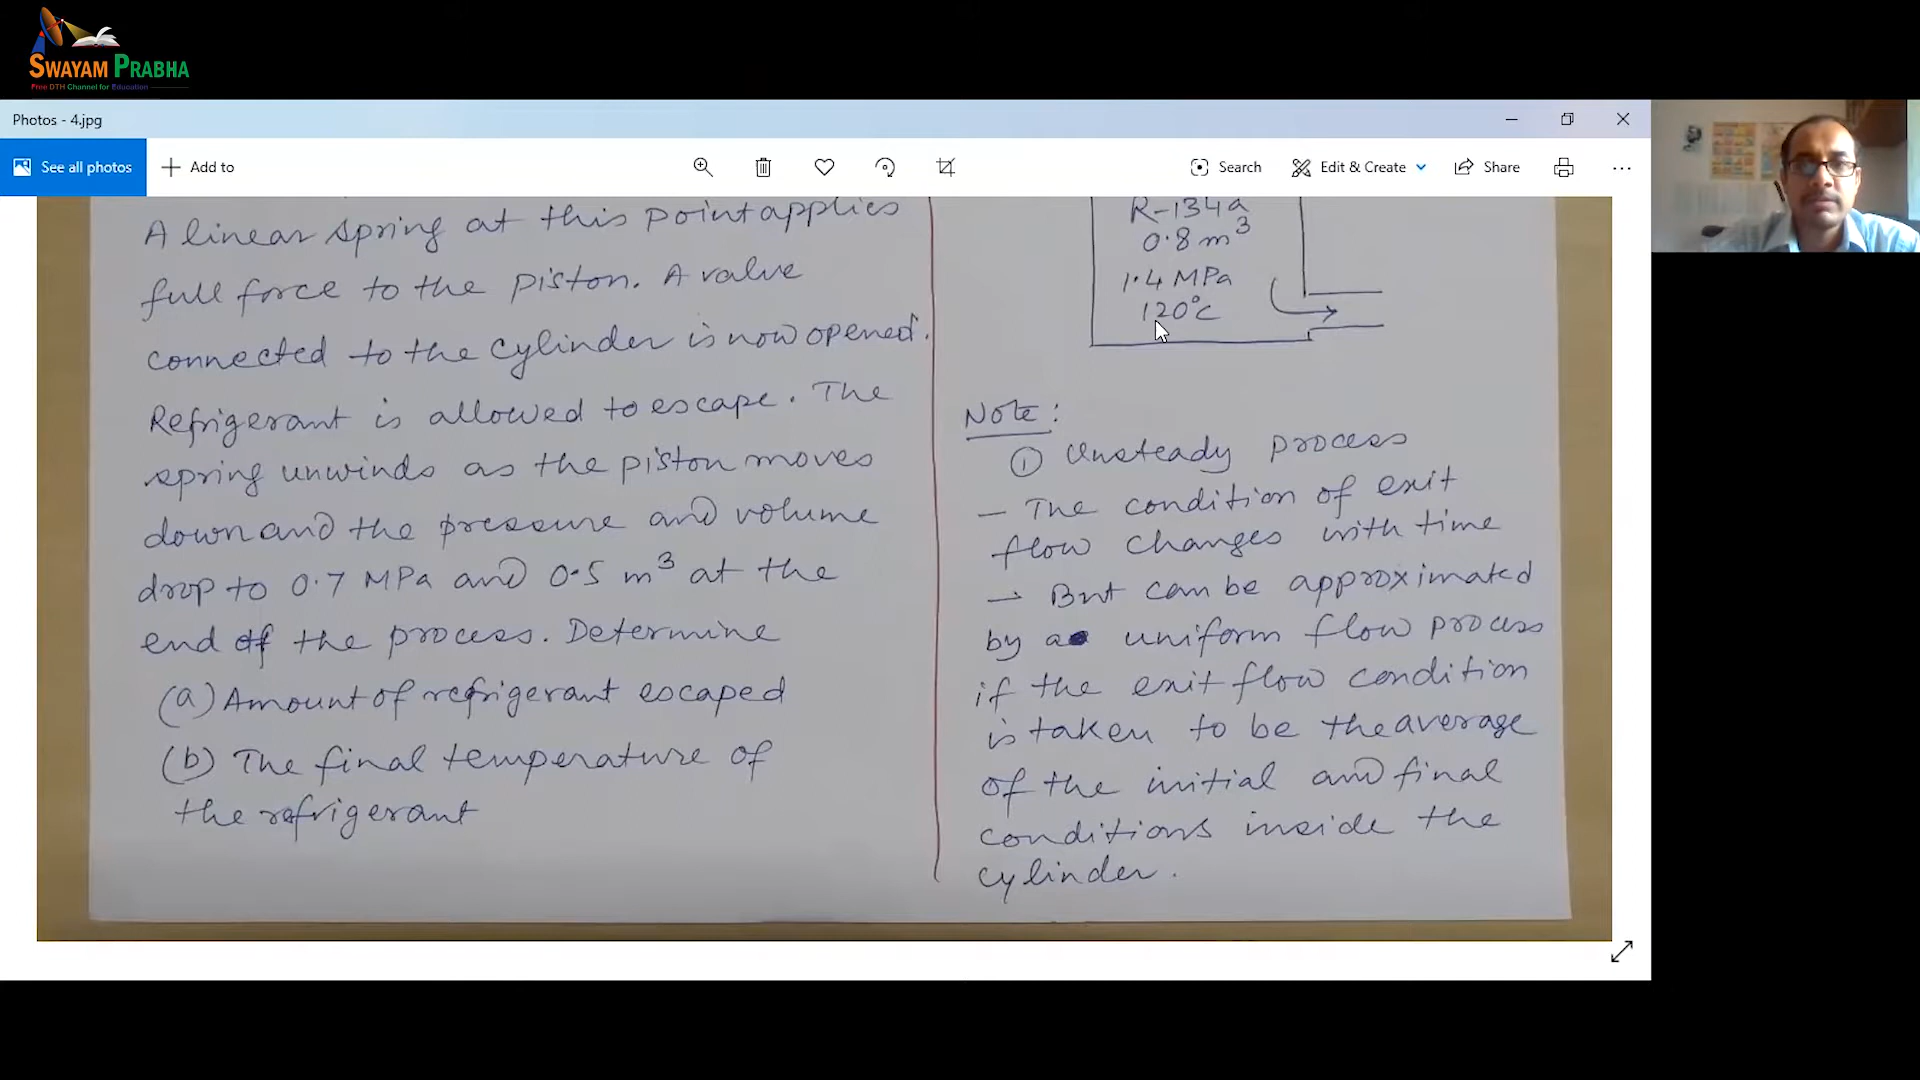 SWAYAM PRABHA
Free DTH Channel for Education
Photos - 4.jpg
See all photos
Add to
Search
Edit & Create
Share
A linear spring at this point applies
full force to the piston. A value
connected to the cylinder is now opened.
Refrigerant is allowed to escape. The
spring unwinds as the piston moves
down and the pressure and volume
drop to 0.7 MPa and 0.5 m³ at the
end of the process. Determine
(a) Amount of refrigerant escaped
(b) The final temperature of
the refrigerant
R-134a
0.8 m³
1.4 MPa
120°C
Note:
① Unsteady process
- The condition of exit
flow changes with time
- But can be approximated
by a uniform flow process
if the exit flow condition
is taken to be the average
of the initial and final
conditions inside the
cylinder.